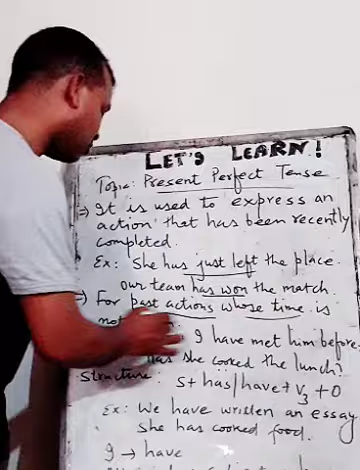 LET'S LEARN!
Topic: Present Perfect Tense
=) It is used to express an
action that has been recently
completed.
Ex: She has just left the place.
Our team has won the match.
=) For past actions whose time is
I have met him before
has she cooked the lunch?
Structure: S + has/have + V3 + O
Ex: We have written an essay
She has cooked food.
I → have